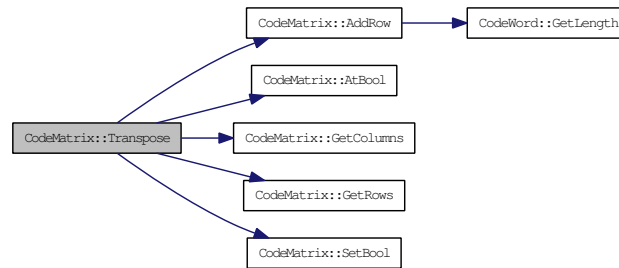 CodeMatrix::AddRow
CodeWord::GetLength
CodeMatrix::AtBool
CodeMatrix::Transpose
CodeMatrix::GetColumns
CodeMatrix::GetRows
CodeMatrix::SetBool